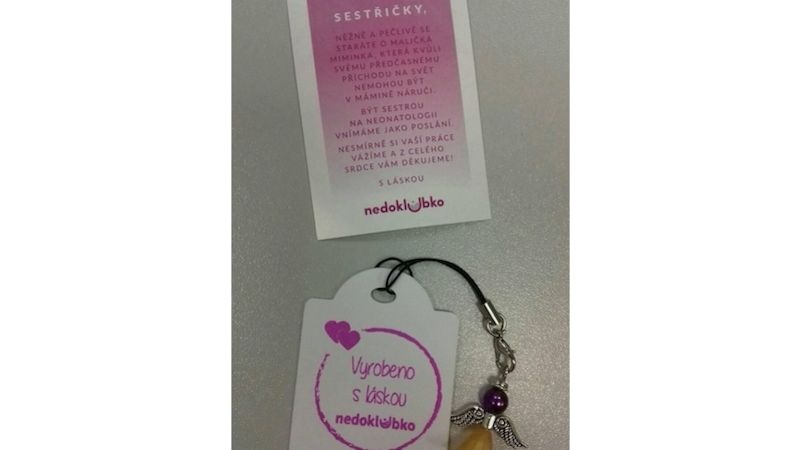 SESTŘIČKY,
NĚŽNĚ A PEČLIVĚ SE
STARÁTE O MALIČKÁ
MIMINKA, KTERÁ KVŮLI
SVÉMU PŘEDČASNÉMU
PŘÍCHODU NA SVĚT
NEMOHOU BÝT
V MÁMINĚ NÁRUČI.
BÝT SESTROU
NA NEONATOLOGII
VNÍMÁME JAKO POSLÁNÍ.
NESMÍRNĚ SI VAŠÍ PRÁCE
VÁŽÍME A Z CELÉHO
SRDCE VÁM DĚKUJEME!
S LÁSKOU
nedoklubko
Vyrobeno
s láskou
nedoklubko